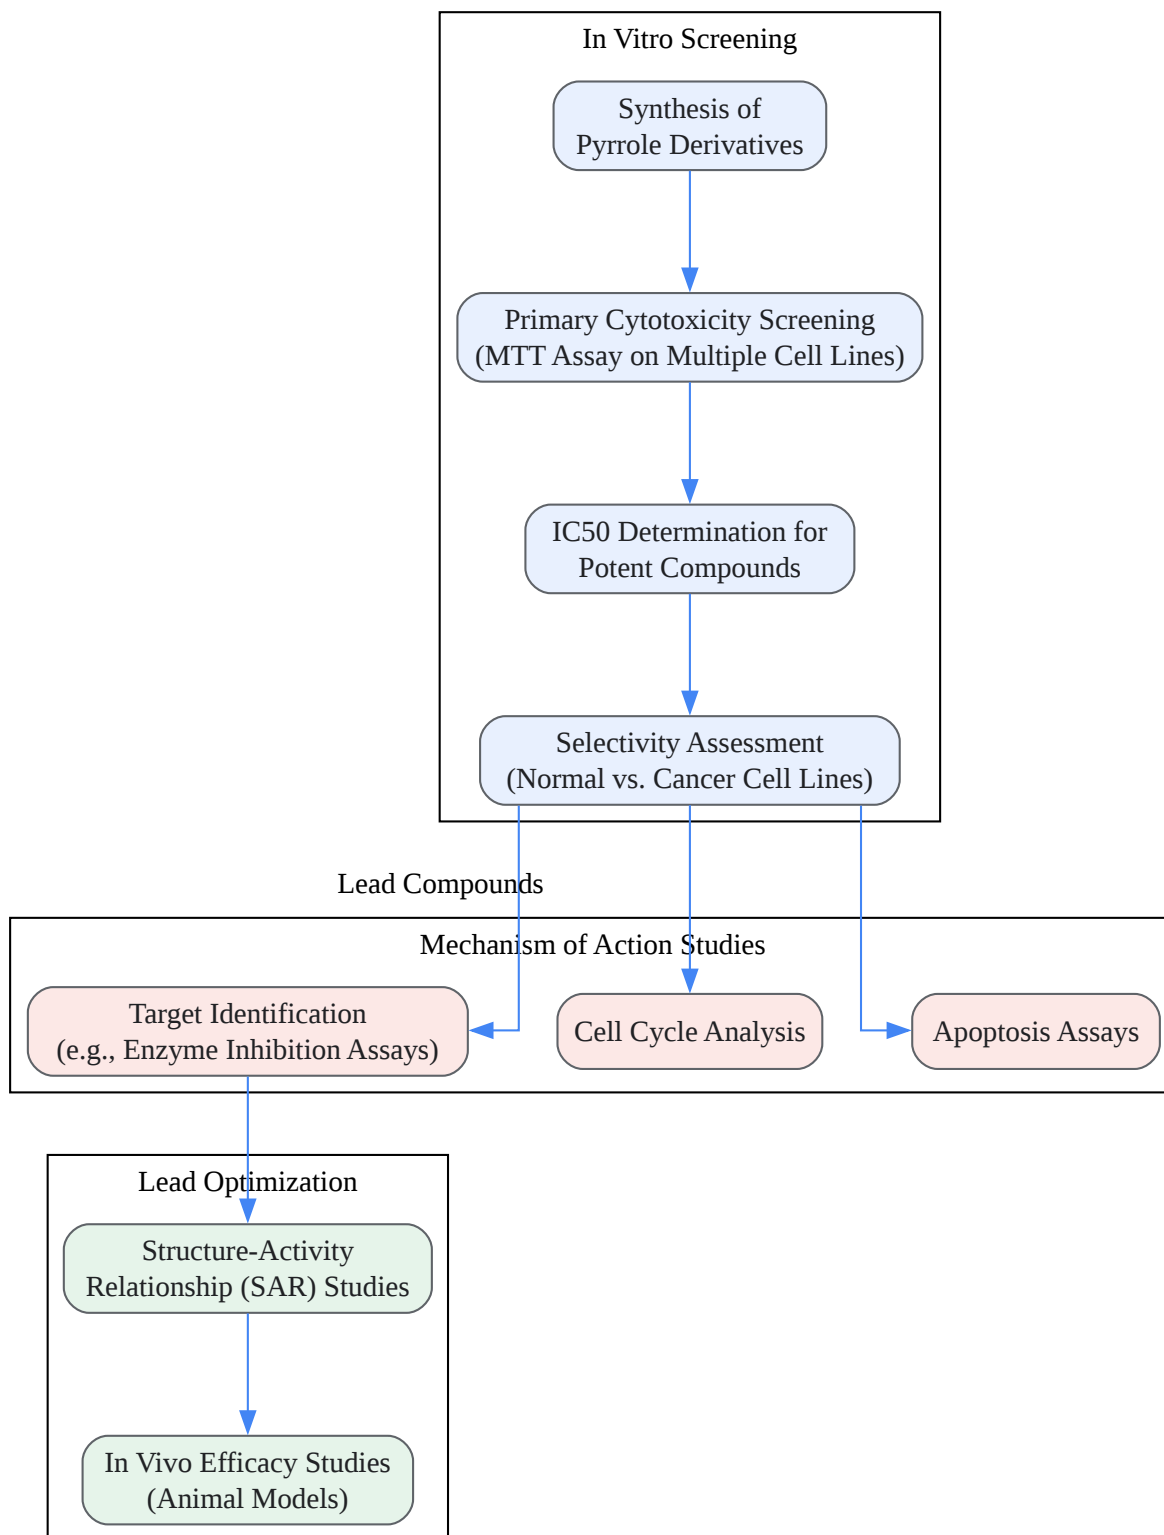 In Vitro Screening
Synthesis of
Pyrrole Derivatives
Primary Cytotoxicity Screening
(MTT Assay on Multiple Cell Lines)
IC50 Determination for
Potent Compounds
Selectivity Assessment
(Normal vs. Cancer Cell Lines)
Lead Compounds
Mechanism of Action Studies
Target Identification
(e.g., Enzyme Inhibition Assays)
Cell Cycle Analysis
Apoptosis Assays
Lead Optimization
Structure-Activity
Relationship (SAR) Studies
In Vivo Efficacy Studies
(Animal Models)